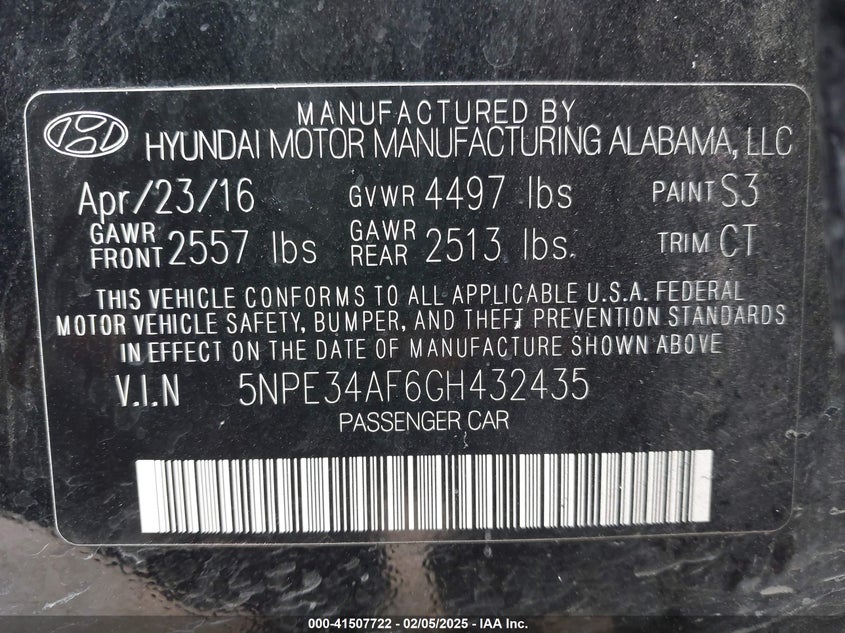 MANUFACTURED BY
HYUNDAI MOTOR MANUFACTURING ALABAMA, LLC
Apr/23/16 GVWR 4497 lbs PAINT S3
GAWR FRONT 2557 lbs GAWR REAR 2513 lbs. TRIM CT
THIS VEHICLE CONFORMS TO ALL APPLICABLE U.S.A. FEDERAL
MOTOR VEHICLE SAFETY, BUMPER, AND THEFT PREVENTION STANDARDS
IN EFFECT ON THE DATE OF MANUFACTURE SHOWN ABOVE
V.I.N 5NPE34AF6GH432435
PASSENGER CAR
000-41507722 - 02/05/2025 - IAA Inc.